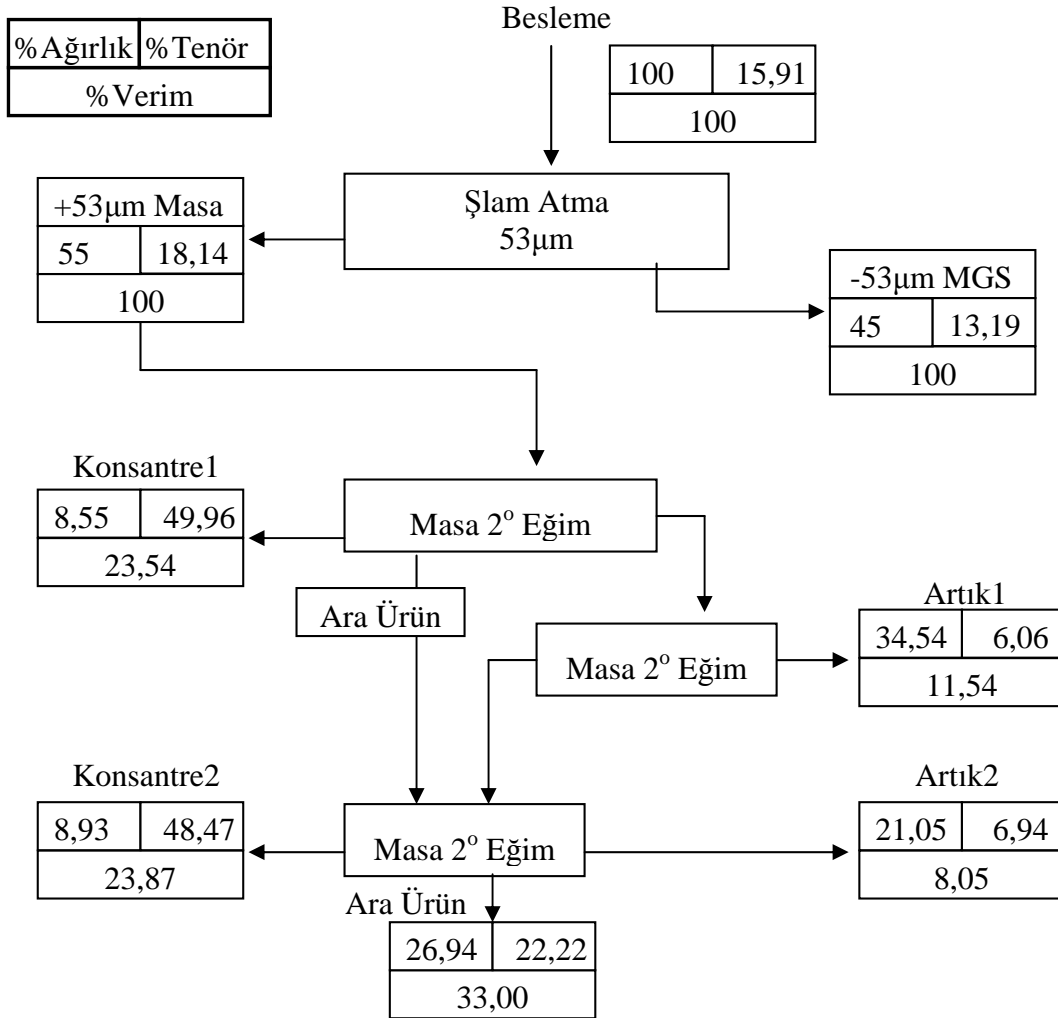 Besleme
%Ağırlık %Tenör
%Verim
100 15,91
100
+53µm Masa
55 18,14
100
Şlam Atma
53µm
-53µm MGS
45 13,19
100
Konsantre1
8,55 49,96
23,54
Masa 2° Eğim
Ara Ürün
Masa 2° Eğim
Artık1
34,54 6,06
11,54
Konsantre2
8,93 48,47
23,87
Masa 2° Eğim
Artık2
21,05 6,94
8,05
Ara Ürün
26,94 22,22
33,00